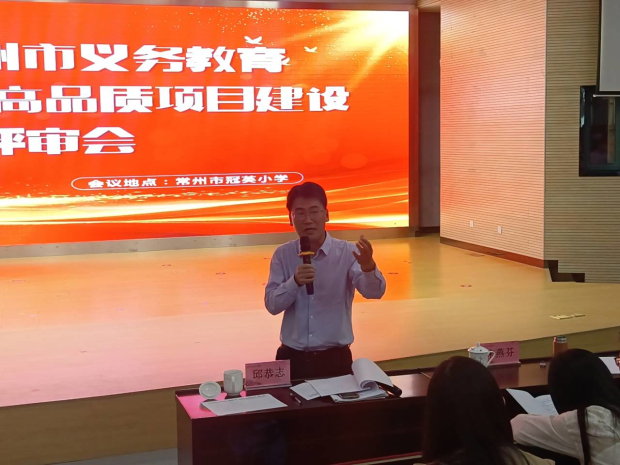 州市义务教育
高品质项目建设
评审会
会议地点：常州市冠英小学
邱恭志
燕芬